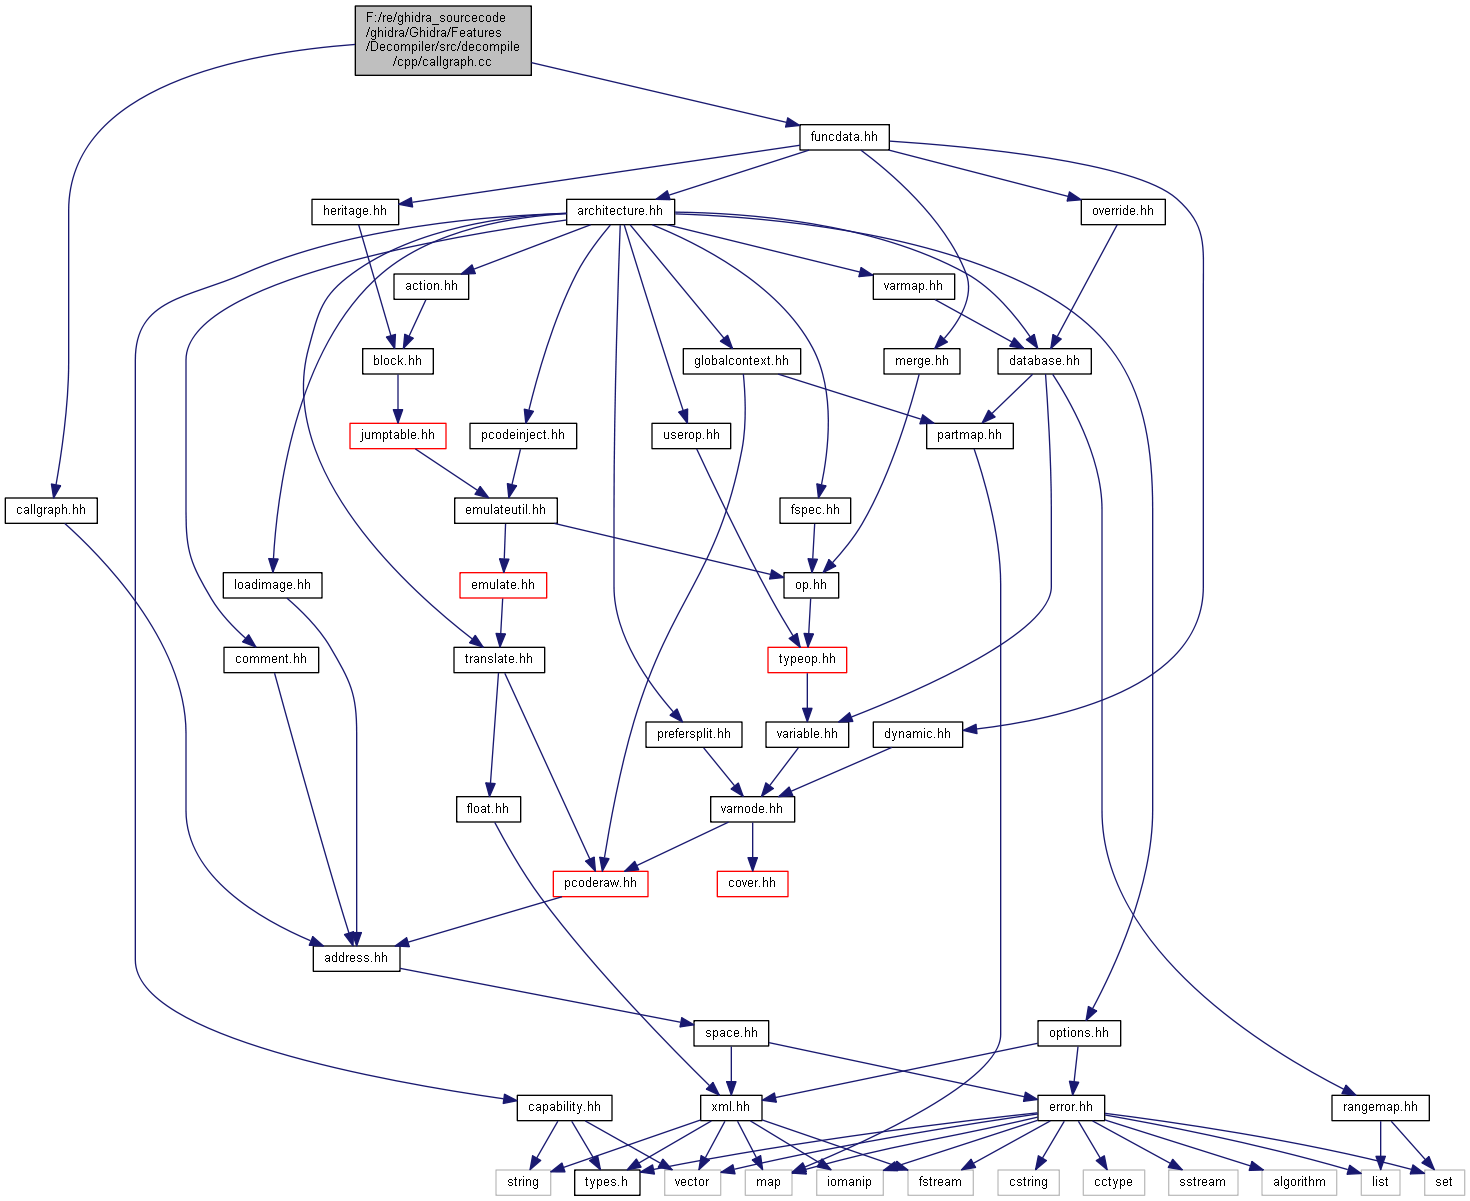 F:/re/ghidra_sourcecode
/ghidra/Ghidra/Features
/Decompiler/src/decompile
/cpp/callgraph.cc
funcdata.hh
heritage.hh
architecture.hh
override.hh
action.hh
varmap.hh
block.hh
globalcontext.hh
merge.hh
database.hh
jumptable.hh
pcodeinject.hh
userop.hh
partmap.hh
callgraph.hh
emulateutil.hh
fspec.hh
loadimage.hh
emulate.hh
op.hh
comment.hh
translate.hh
typeop.hh
prefersplit.hh
variable.hh
dynamic.hh
float.hh
varnode.hh
pcoderaw.hh
cover.hh
address.hh
space.hh
options.hh
capability.hh
xml.hh
error.hh
rangemap.hh
string
types.h
vector
map
iomanip
fstream
cstring
cctype
sstream
algorithm
list
set